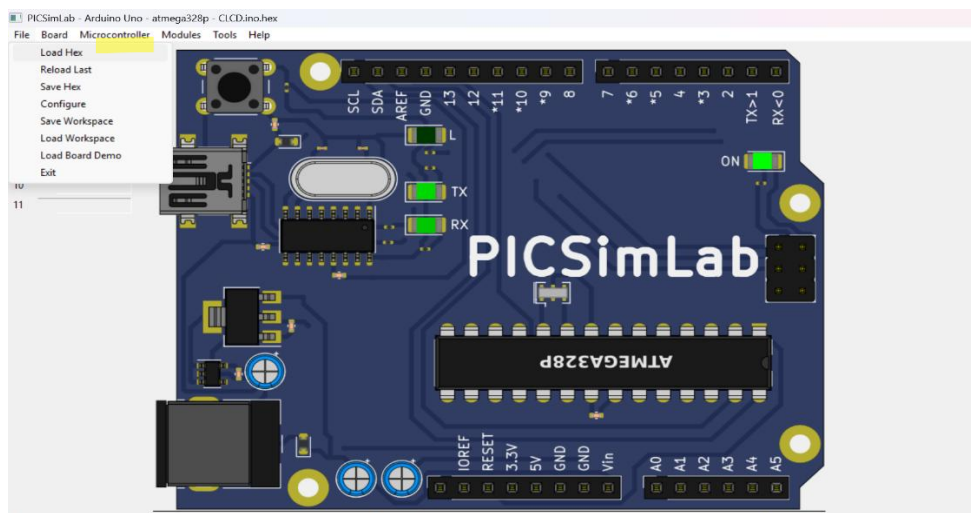 PICSimLab - Arduino Uno - atmega328p - CLCD.ino.hex
File Board Microcontroller Modules Tools Help
Load Hex
Reload Last
Save Hex
Configure
Save Workspace
Load Workspace
Load Board Demo
Exit
10
11
SCL SDA AREF GND 13 12 *11 *10 *9 8 7 *6 *5 4 *3 2 TX>1 RX<0
L
ON
TX
RX
PICSimLab
ATMEGA328P
IOREF RESET 3.3V 5V GND GND Vin A0 A1 A2 A3 A4 A5